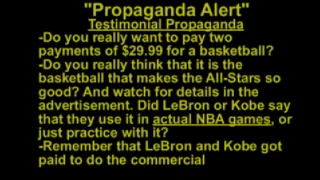 "Propaganda Alert"
Testimonial Propaganda
-Do you really want to pay two
payments of $29.99 for a basketball?
-Do you really think that it is the
basketball that makes the All-Stars so
good? And watch for details in the
advertisement. Did LeBron or Kobe say
that they use it in actual NBA games, or
just practice with it?
-Remember that LeBron and Kobe got
paid to do the commercial